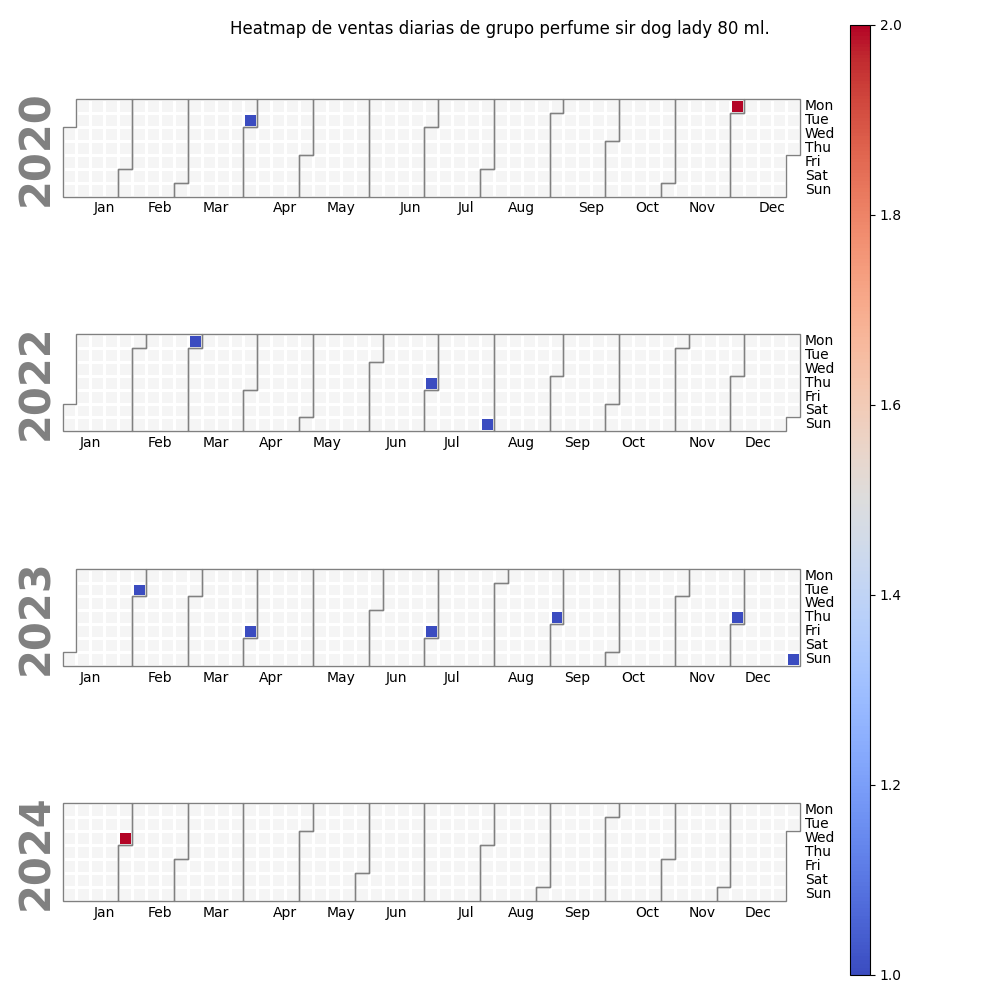 Heatmap de ventas diarias de grupo perfume sir dog lady 80 ml.
2020
Mon
Tue
Wed
Thu
Fri
Sat
Sun
Jan Feb Mar Apr May Jun Jul Aug Sep Oct Nov Dec
2022
Mon
Tue
Wed
Thu
Fri
Sat
Sun
Jan Feb Mar Apr May Jun Jul Aug Sep Oct Nov Dec
2023
Mon
Tue
Wed
Thu
Fri
Sat
Sun
Jan Feb Mar Apr May Jun Jul Aug Sep Oct Nov Dec
2024
Mon
Tue
Wed
Thu
Fri
Sat
Sun
Jan Feb Mar Apr May Jun Jul Aug Sep Oct Nov Dec
2.0
1.8
1.6
1.4
1.2
1.0